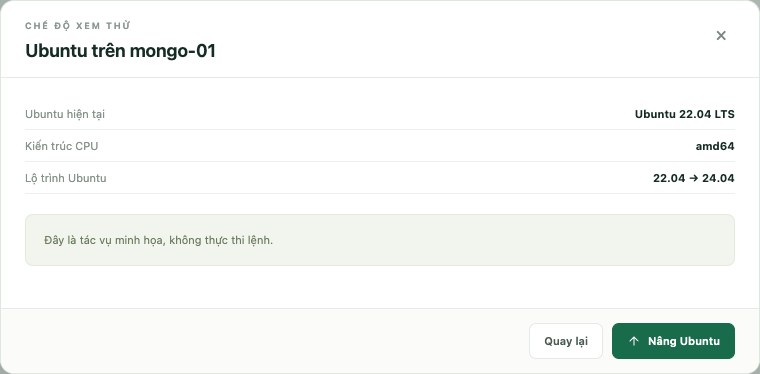 CHẾ ĐỘ XEM THỬ
Ubuntu trên mongo-01
Ubuntu hiện tại
Ubuntu 22.04 LTS
Kiến trúc CPU
amd64
Lộ trình Ubuntu
22.04 → 24.04
Đây là tác vụ minh họa, không thực thi lệnh.
Quay lại
↑ Nâng Ubuntu